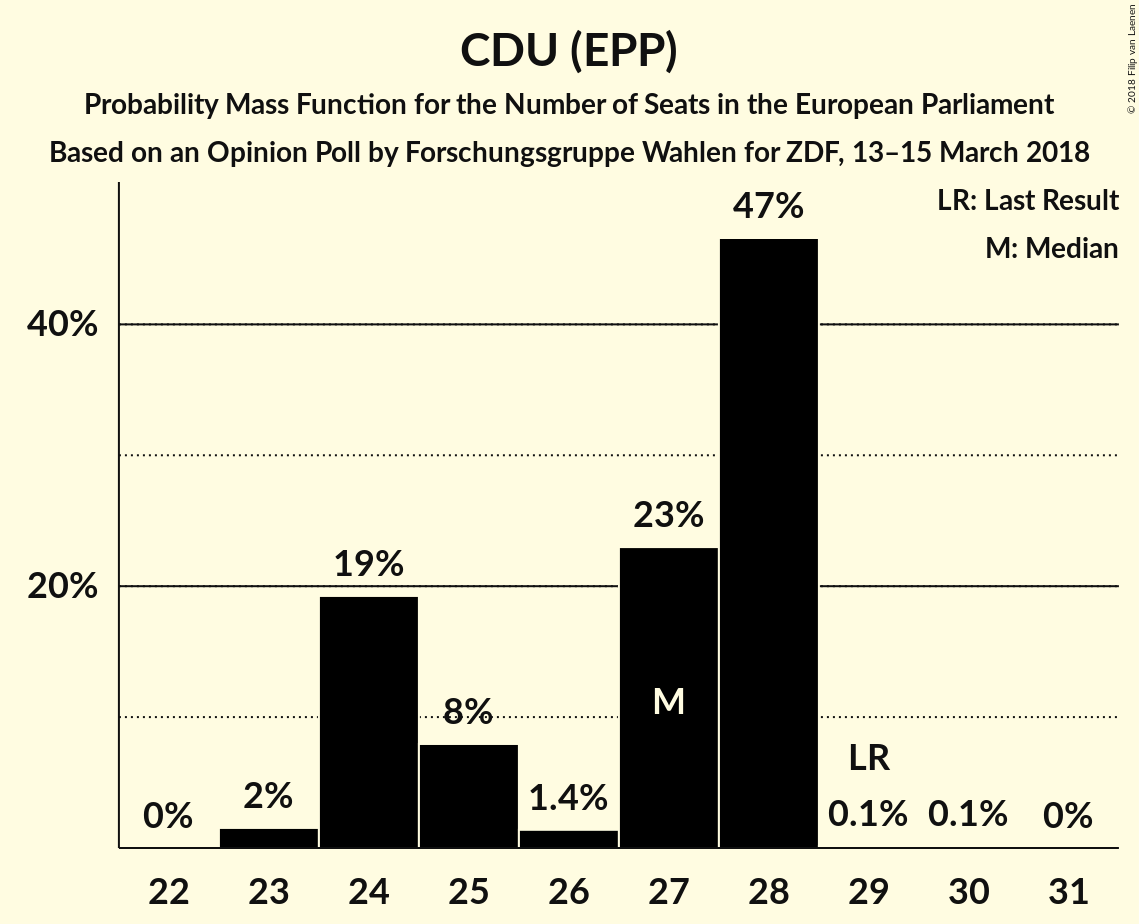 CDU (EPP)
Probability Mass Function for the Number of Seats in the European Parliament
Based on an Opinion Poll by Forschungsgruppe Wahlen for ZDF, 13–15 March 2018
© 2018 Filip van Laenen
LR: Last Result
M: Median
40%
20%
0%
2%
19%
8%
1.4%
23%
M
47%
LR
0.1%
0.1%
0%
22 23 24 25 26 27 28 29 30 31